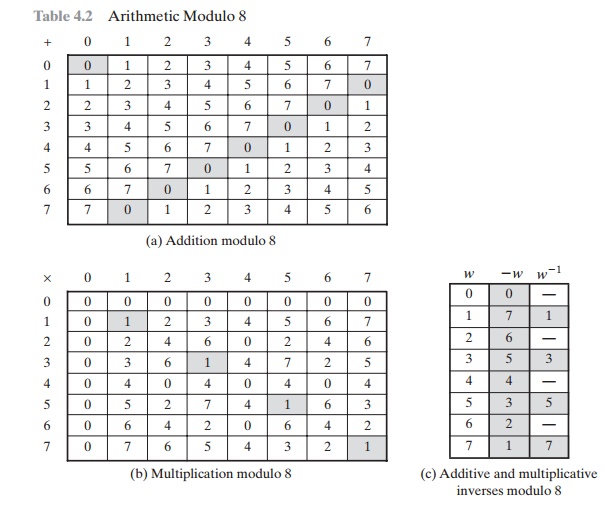 Table 4.2 Arithmetic Modulo 8
+ 0 1 2 3 4 5 6 7
0 0 1 2 3 4 5 6 7
1 1 2 3 4 5 6 7 0
2 2 3 4 5 6 7 0 1
3 3 4 5 6 7 0 1 2
4 4 5 6 7 0 1 2 3
5 5 6 7 0 1 2 3 4
6 6 7 0 1 2 3 4 5
7 7 0 1 2 3 4 5 6
(a) Addition modulo 8
× 0 1 2 3 4 5 6 7
0 0 0 0 0 0 0 0 0
1 0 1 2 3 4 5 6 7
2 0 2 4 6 0 2 4 6
3 0 3 6 1 4 7 2 5
4 0 4 0 4 0 4 0 4
5 0 5 2 7 4 1 6 3
6 0 6 4 2 0 6 4 2
7 0 7 6 5 4 3 2 1
(b) Multiplication modulo 8
w −w w⁻¹
0 0 —
1 7 1
2 6 —
3 5 3
4 4 —
5 3 5
6 2 —
7 1 7
(c) Additive and multiplicative
inverses modulo 8